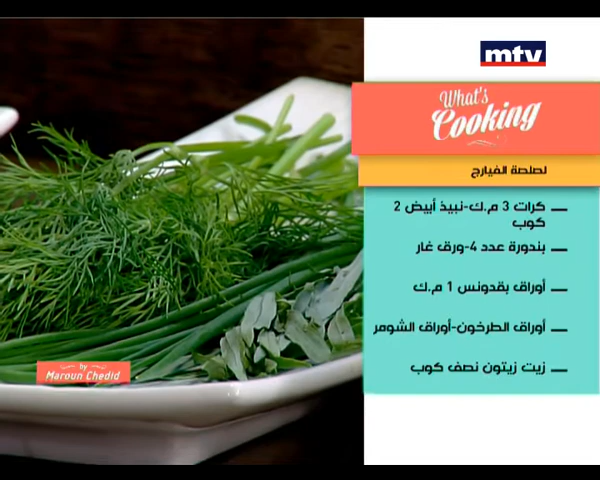 mtv
What's
Cooking
لصلصة الفيارج
كرات 3 م.ك-نبيذ أبيض 2
كوب
بندورة عدد 4-ورق غار
أوراق بقدونس 1 م.ك
أوراق الطرخون-أوراق الشومر
زيت زيتون نصف كوب
by
Maroun Chedid